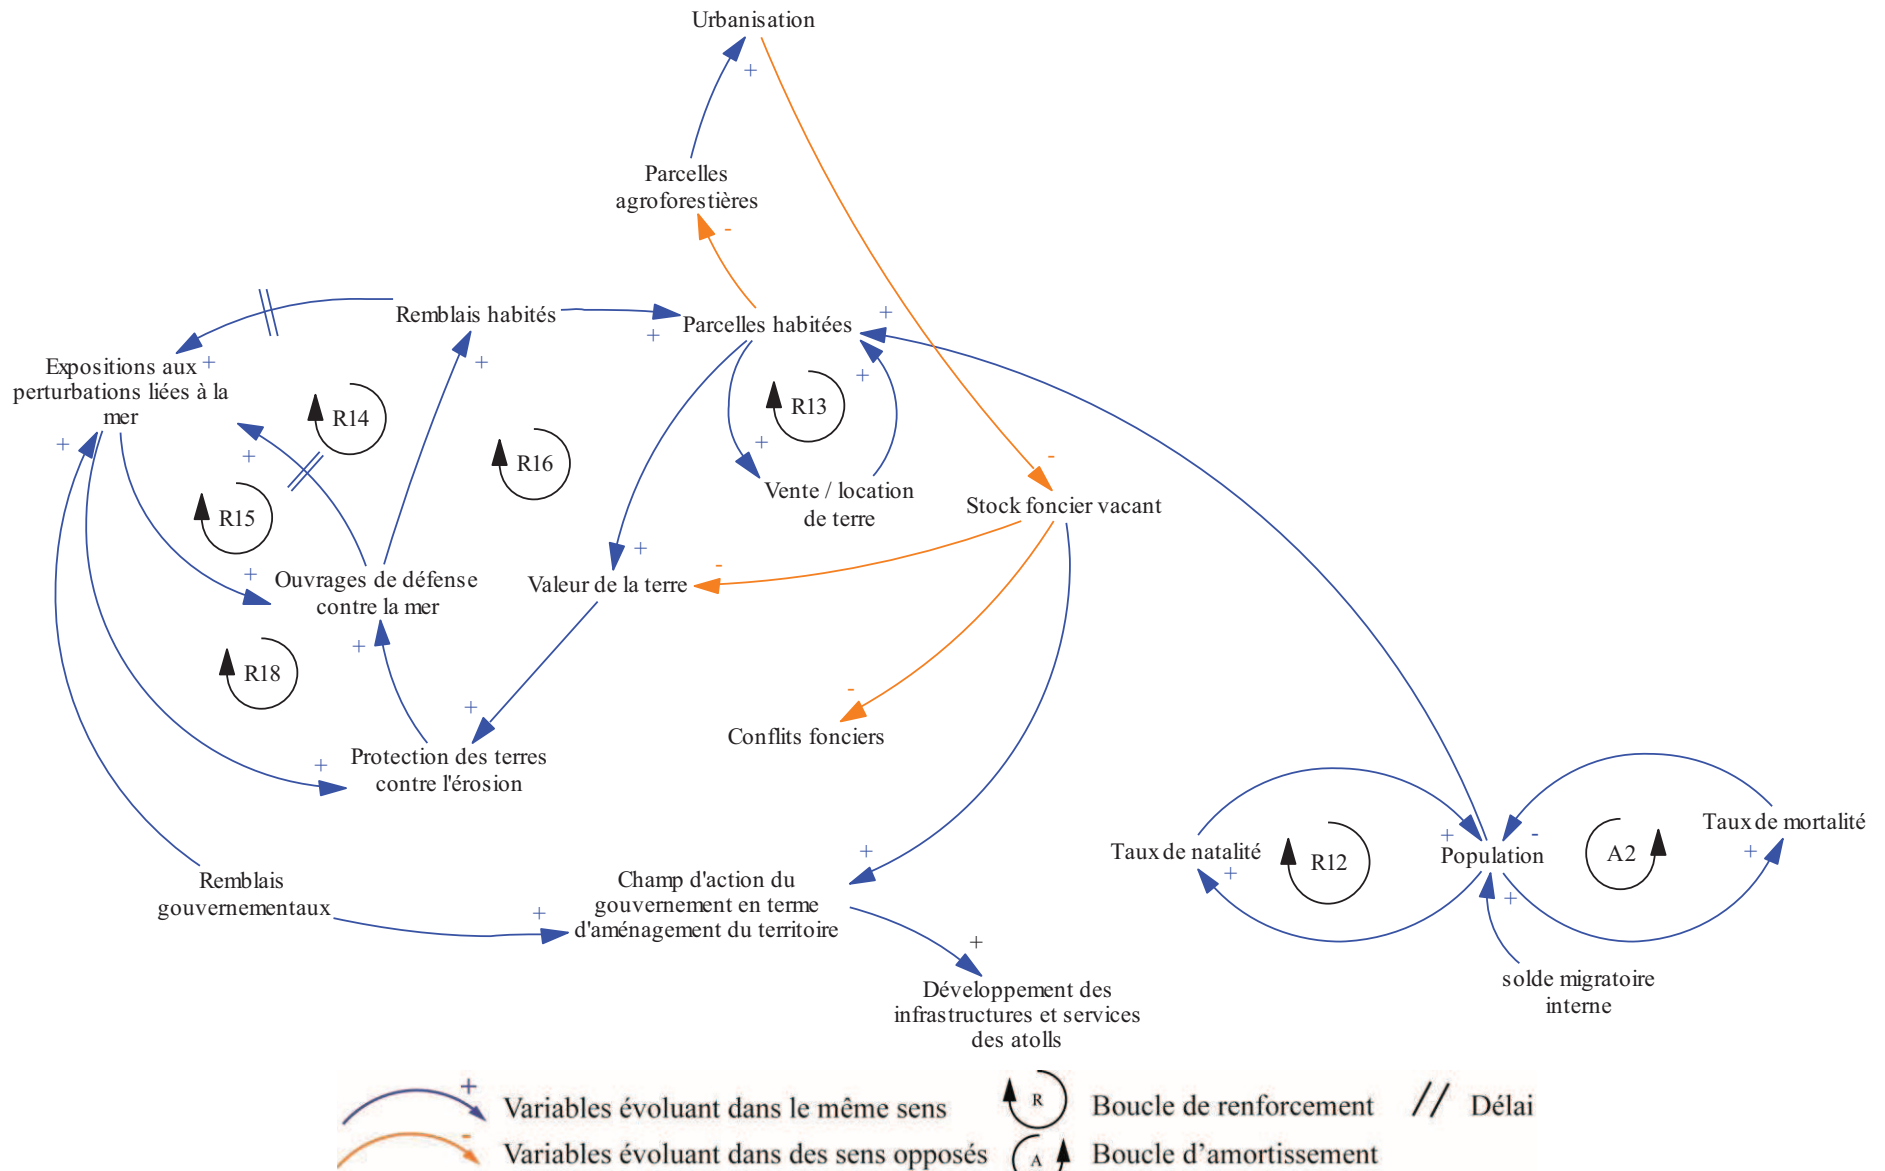 Urbanisation
+
Parcelles
agroforestières
-
Remblais habités
+
Parcelles habitées
+
Expositions aux
perturbations liées à la
mer
+
+
+
R14
R13
+
+
+
R16
+
Vente / location
de terre
-
Stock foncier vacant
R15
+
Ouvrages de défense
contre la mer
+
Valeur de la terre
-
+
R18
+
-
Conflits fonciers
+
Protection des terres
contre l'érosion
+
Taux de natalité
+
R12
+
Population
-
A2
Taux de mortalité
+
+
solde migratoire
interne
Remblais
gouvernementaux
+
Champ d'action du
gouvernement en terme
d'aménagement du territoire
+
+
Développement des
infrastructures et services
des atolls
+ Variables évoluant dans le même sens
R Boucle de renforcement
// Délai
- Variables évoluant dans des sens opposés
A Boucle d'amortissement